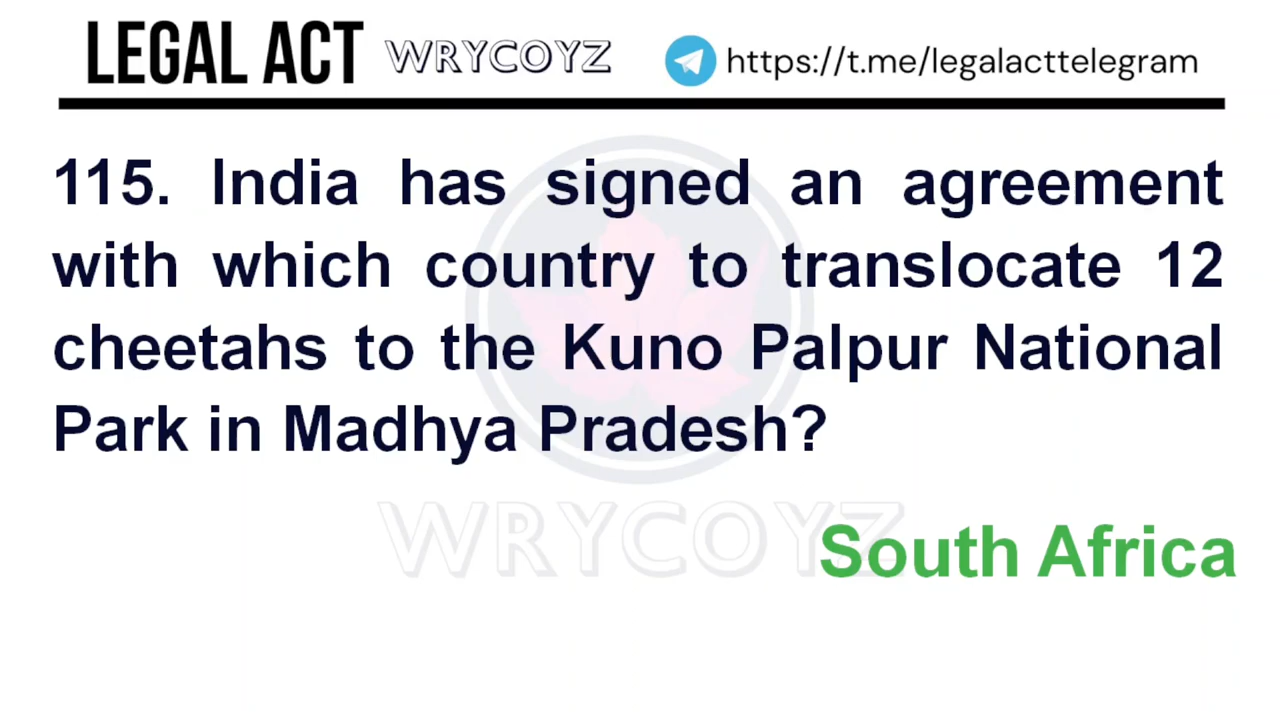 LEGAL ACT WRYCOYZ https://t.me/legalacttelegram
115. India has signed an agreement
with which country to translocate 12
cheetahs to the Kuno Palpur National
Park in Madhya Pradesh?
WRYCOYZ
South Africa